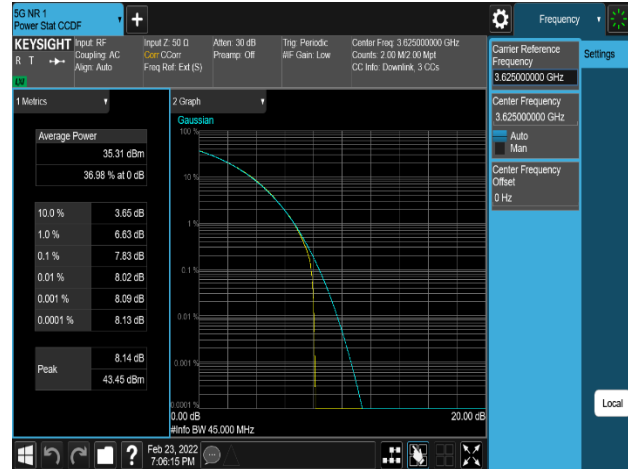 5G NR 1
Power Stat CCDF
+
Frequency
KEYSIGHT
R T
LNI
Input: RF
Coupling: AC
Align: Auto
Input Z: 50 Ω
Corr CCorr
Freq Ref: Ext (S)
Atten: 30 dB
Preamp: Off
Trig: Periodic
#IF Gain: Low
Center Freq: 3.625000000 GHz
Counts: 2.00 M/2.00 Mpt
CC Info: Downlink, 3 CCs
Carrier Reference
Frequency
3.625000000 GHz
Settings
Center Frequency
3.625000000 GHz
Auto
Man
Center Frequency
Offset
0 Hz
Local
1 Metrics
Average Power
35.31 dBm
36.98 % at 0 dB
10.0 % 3.65 dB
1.0 % 6.63 dB
0.1 % 7.83 dB
0.01 % 8.02 dB
0.001 % 8.09 dB
0.0001 % 8.13 dB
Peak
8.14 dB
43.45 dBm
2 Graph
Gaussian
100 %
10 %
1 %
0.1 %
0.01 %
0.001 %
0.0001 %
0.00 dB
20.00 dB
#Info BW 45.000 MHz
?
Feb 23, 2022
7:06:15 PM